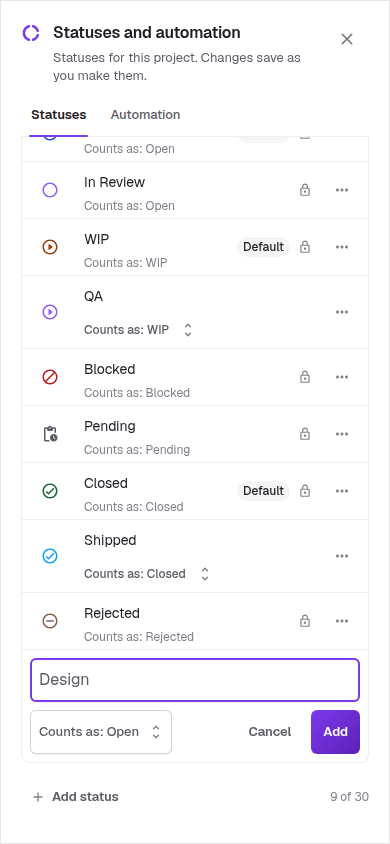 Statuses and automation
Statuses for this project. Changes save as
you make them.
Statuses
Automation
Counts as: Open
In Review
Counts as: Open
WIP
Default
Counts as: WIP
QA
Counts as: WIP
Blocked
Counts as: Blocked
Pending
Counts as: Pending
Closed
Default
Counts as: Closed
Shipped
Counts as: Closed
Rejected
Counts as: Rejected
Design
Counts as: Open
Cancel
Add
Add status
9 of 30